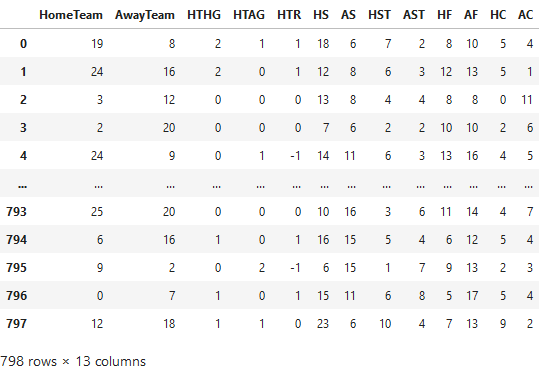 HomeTeam AwayTeam HTHG HTAG HTR HS AS HST AST HF AF HC AC
0 19 8 2 1 1 18 6 7 2 8 10 5 4
1 24 16 2 0 1 12 8 6 3 12 13 5 1
2 3 12 0 0 0 13 8 4 4 8 8 0 11
3 2 20 0 0 0 7 6 2 2 10 10 2 6
4 24 9 0 1 -1 14 11 6 3 13 16 4 5
... ... ... ... ... ... ... ... ... ... ... ... ... ...
793 25 20 0 0 0 10 16 3 6 11 14 4 7
794 6 16 1 0 1 16 15 5 4 6 12 5 4
795 9 2 0 2 -1 6 15 1 7 9 13 2 3
796 0 7 1 0 1 15 11 6 8 5 17 5 4
797 12 18 1 1 0 23 6 10 4 7 13 9 2
798 rows × 13 columns